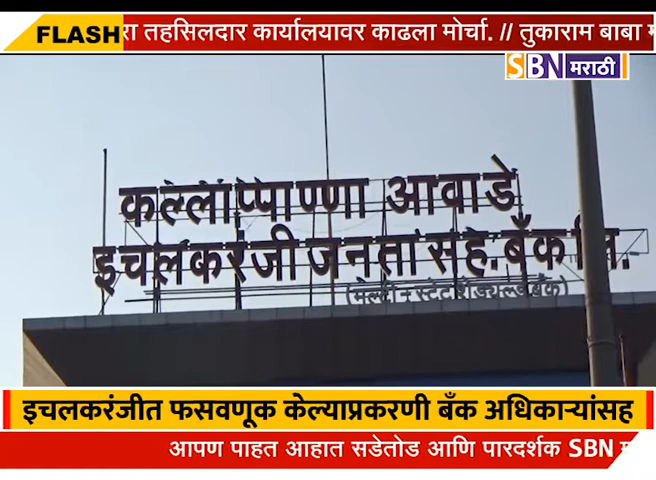 FLASH
रा तहसिलदार कार्यालयावर काढला मोर्चा. // तुकाराम बाबा म
SBN मराठी
कल्लाप्पाण्णा आवाडे
इचलकरंजी जनता सह. बँक लि.
(मल्टी-स्टेट शेड्यूल्ड बँक)
इचलकरंजीत फसवणूक केल्याप्रकरणी बँक अधिकाऱ्यांसह
आपण पाहत आहात सडेतोड आणि पारदर्शक SBN म